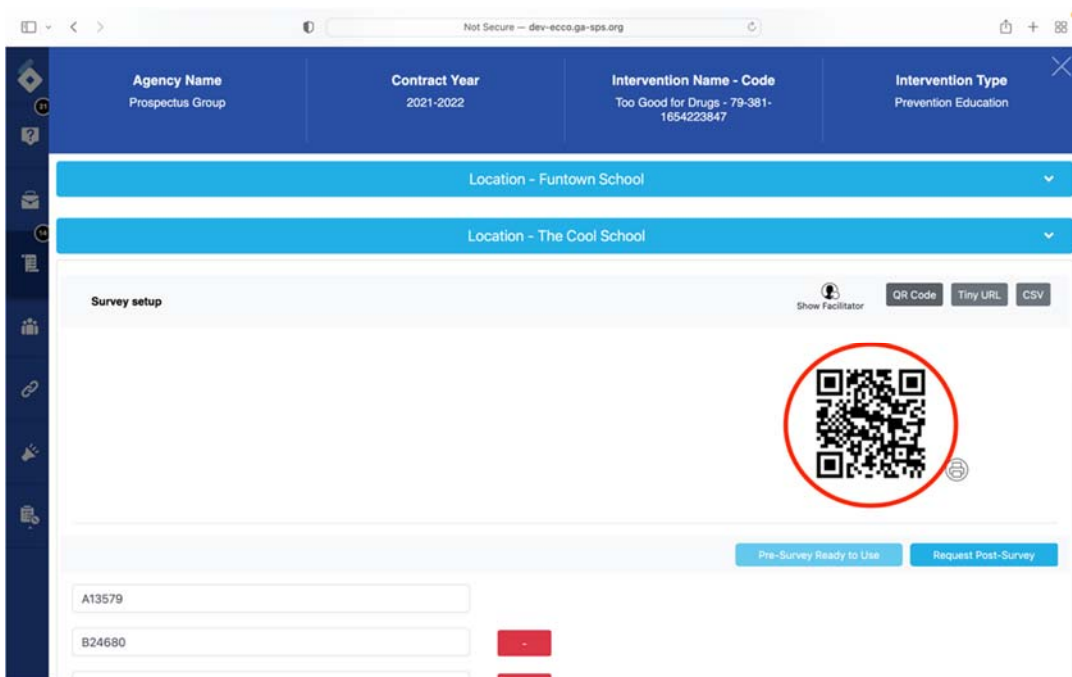 Not Secure — dev-ecco.ga-sps.org
Agency Name
Prospectus Group
Contract Year
2021-2022
Intervention Name - Code
Too Good for Drugs - 79-381-
1654223847
Intervention Type
Prevention Education
21
Location - Funtown School
14
Location - The Cool School
Survey setup
Show Facilitator
QR Code
Tiny URL
CSV
Pre-Survey Ready to Use
Request Post-Survey
A13579
B24680
-